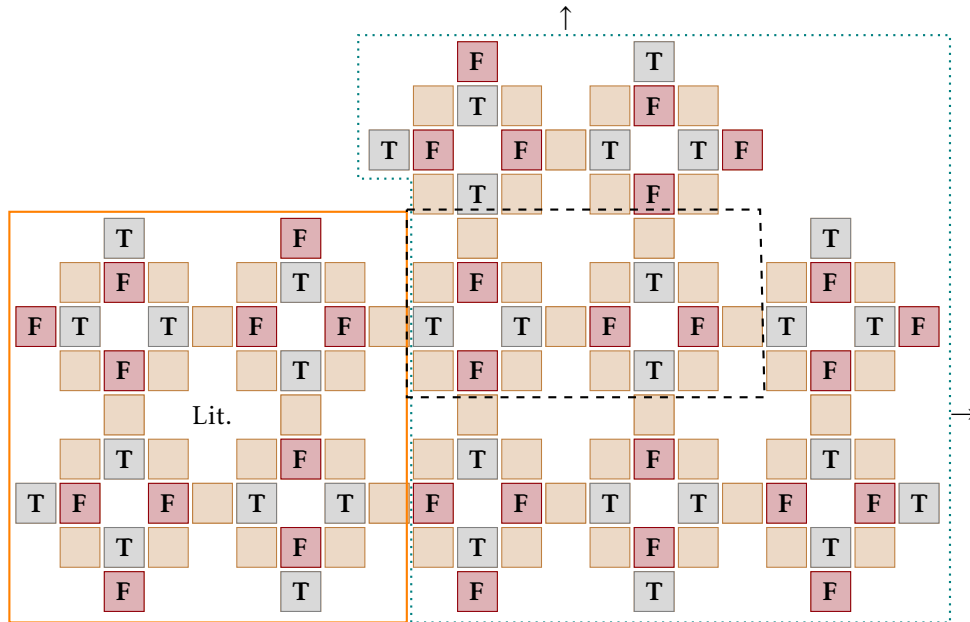 ↑
F T
T F
T F F T T F
T F
T F T
F T F T F
F T T F F T T F F T T F
F T F T F
Lit. →
T F T F T
T F F T T F F T T F F T
T F T F T
F T F T F